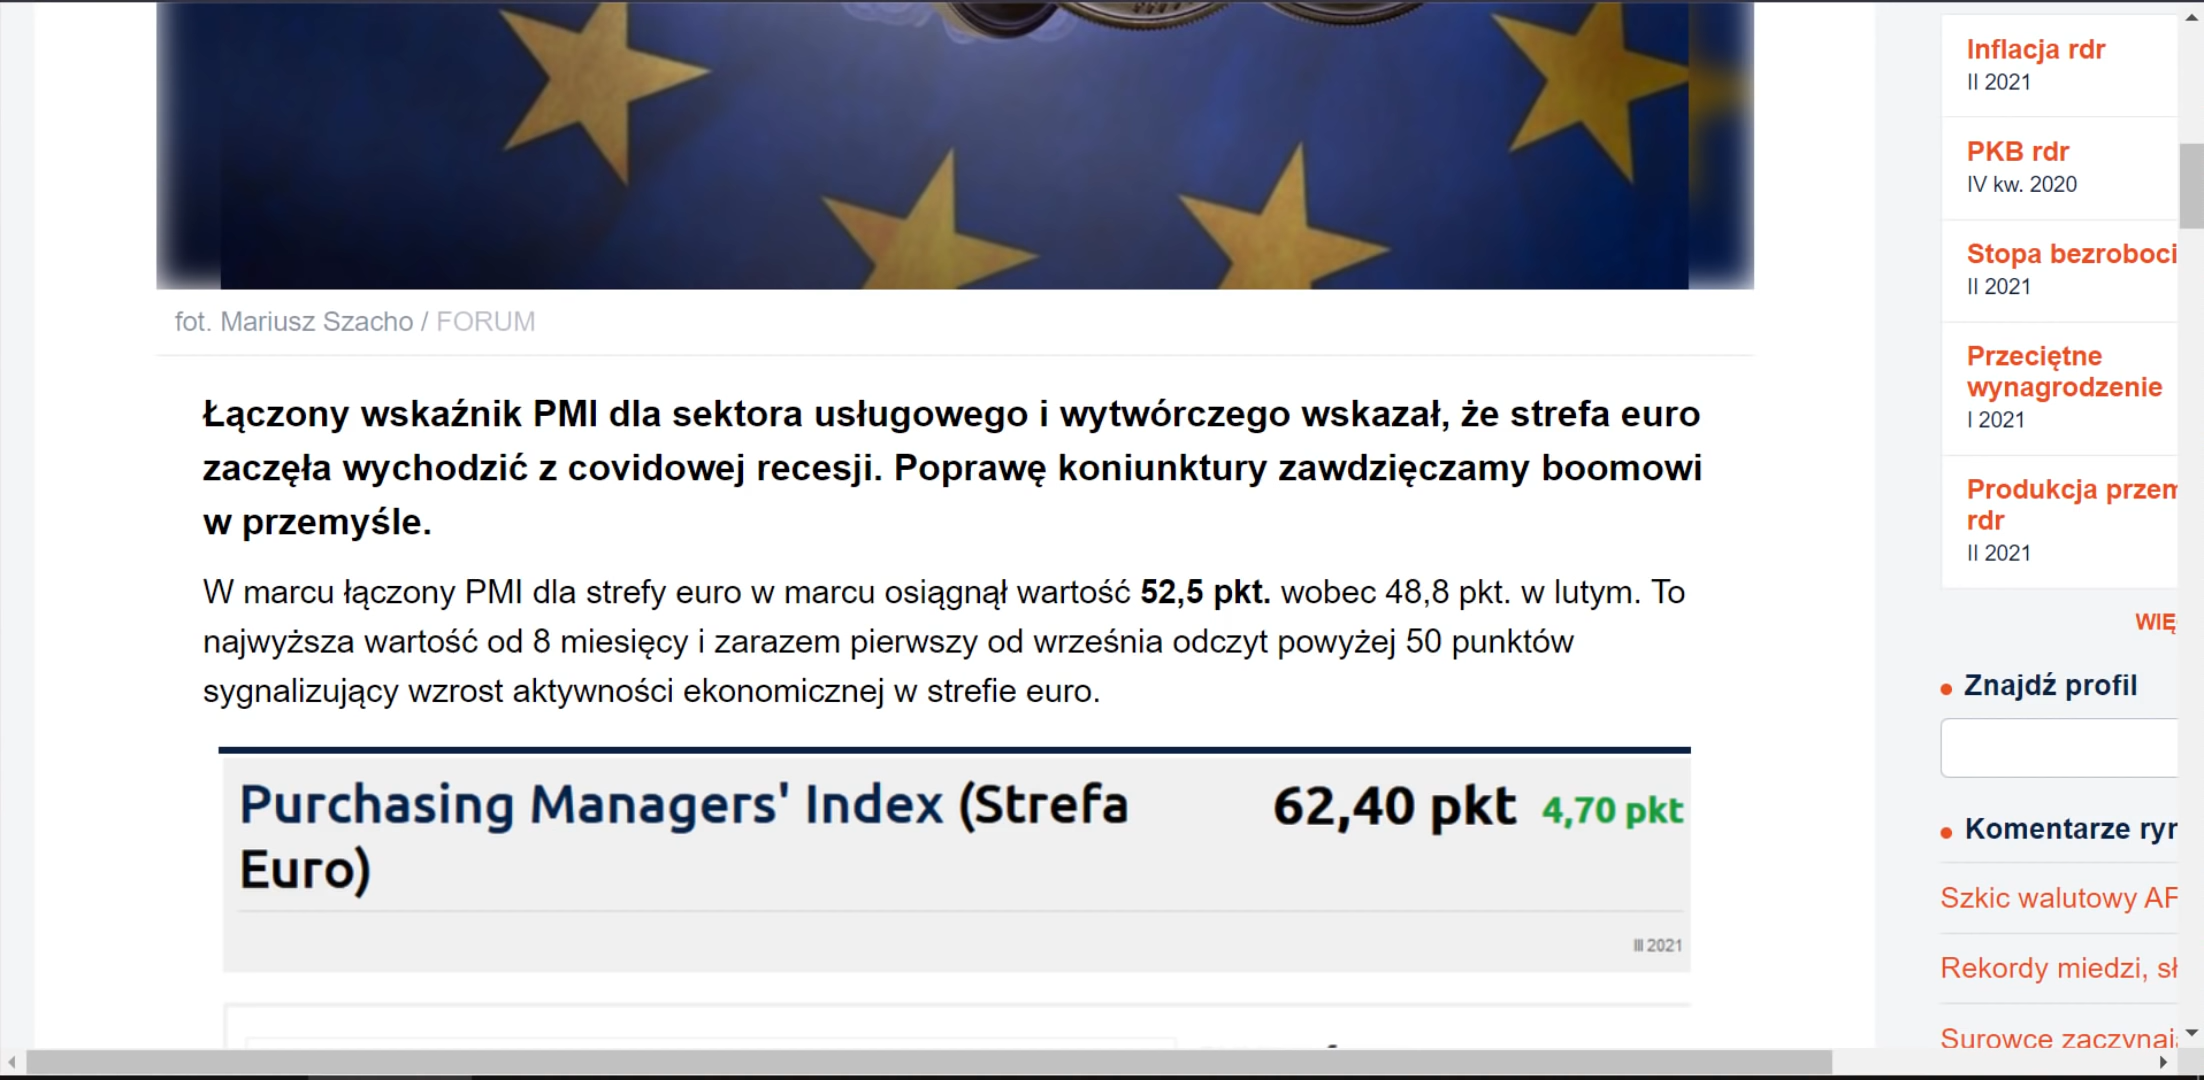 fot. Mariusz Szacho / FORUM
Łączony wskaźnik PMI dla sektora usługowego i wytwórczego wskazał, że strefa euro
zaczęła wychodzić z covidowej recesji. Poprawę koniunktury zawdzięczamy boomowi
w przemyśle.
W marcu łączony PMI dla strefy euro w marcu osiągnął wartość 52,5 pkt. wobec 48,8 pkt. w lutym. To
najwyższa wartość od 8 miesięcy i zarazem pierwszy od września odczyt powyżej 50 punktów
sygnalizujący wzrost aktywności ekonomicznej w strefie euro.
Purchasing Managers' Index (Strefa
Euro)
62,40 pkt 4,70 pkt
III 2021
Inflacja rdr
II 2021
PKB rdr
IV kw. 2020
Stopa bezroboci
II 2021
Przeciętne
wynagrodzenie
I 2021
Produkcja przem
rdr
II 2021
WIĘ
Znajdź profil
Komentarze ryn
Szkic walutowy AF
Rekordy miedzi, sł
Surowce zaczynaj